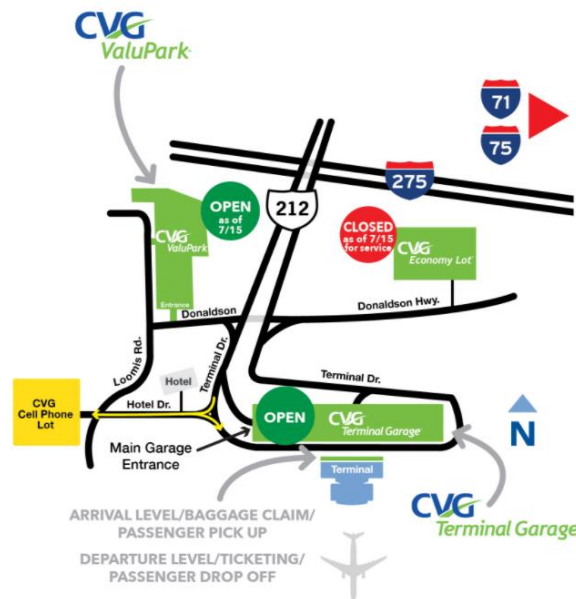 CVG
ValuPark
71
75
275
212
OPEN
as of
7/15
CLOSED
as of 7/15
for service
CVG
ValuPark
CVG
Economy Lot
Entrance
Donaldson
Donaldson Hwy.
Loomis Rd.
Terminal Dr.
Hotel
Terminal Dr.
CVG
Cell Phone
Lot
Hotel Dr.
OPEN
CVG
Terminal Garage
Main Garage
Entrance
N
Terminal
CVG
Terminal Garage
ARRIVAL LEVEL/BAGGAGE CLAIM/
PASSENGER PICK UP
DEPARTURE LEVEL/TICKETING/
PASSENGER DROP OFF